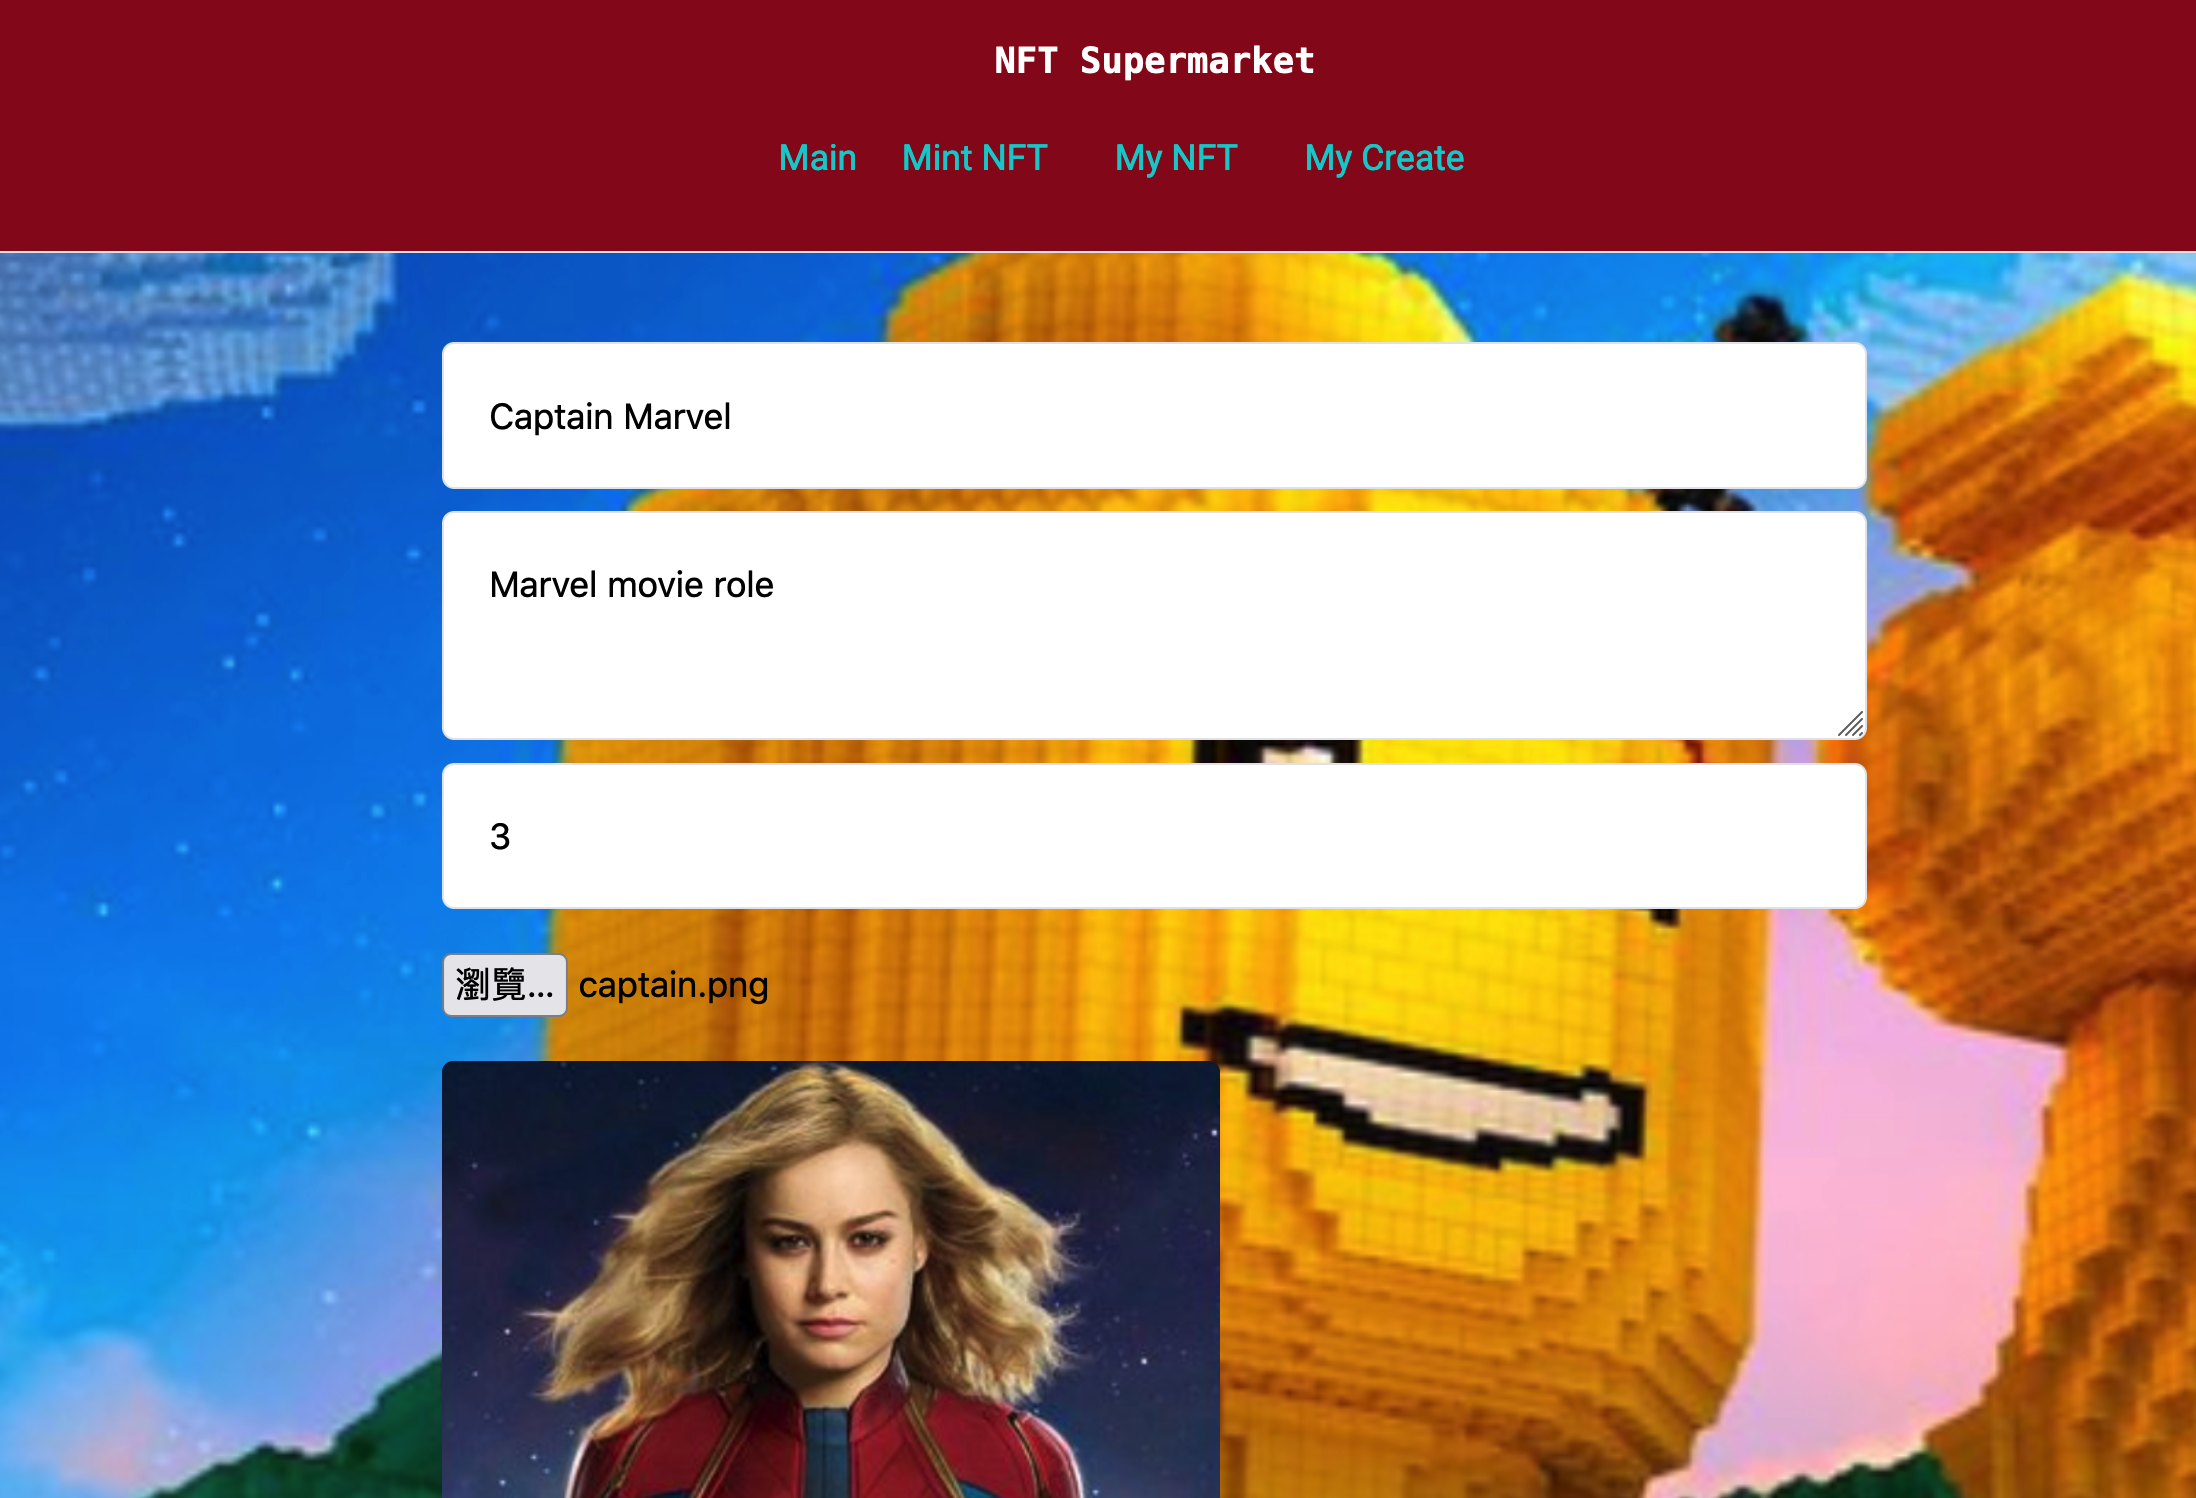 NFT Supermarket
Main Mint NFT My NFT My Create
Captain Marvel
Marvel movie role
3
瀏覽... captain.png